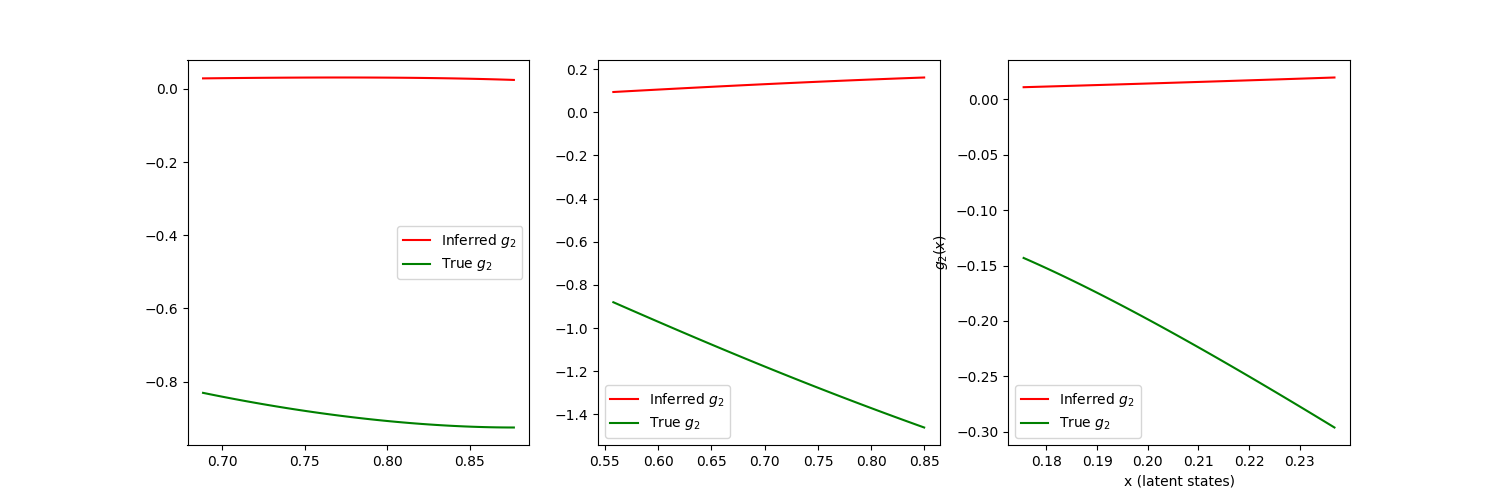 0.0
−0.2
−0.4
−0.6
−0.8
0.70 0.75 0.80 0.85
Inferred g₂
True g₂
0.2
0.0
−0.2
−0.4
−0.6
−0.8
−1.0
−1.2
−1.4
0.55 0.60 0.65 0.70 0.75 0.80 0.85
Inferred g₂
True g₂
g₂(x)
0.00
−0.05
−0.10
−0.15
−0.20
−0.25
−0.30
0.18 0.19 0.20 0.21 0.22 0.23
Inferred g₂
True g₂
x (latent states)